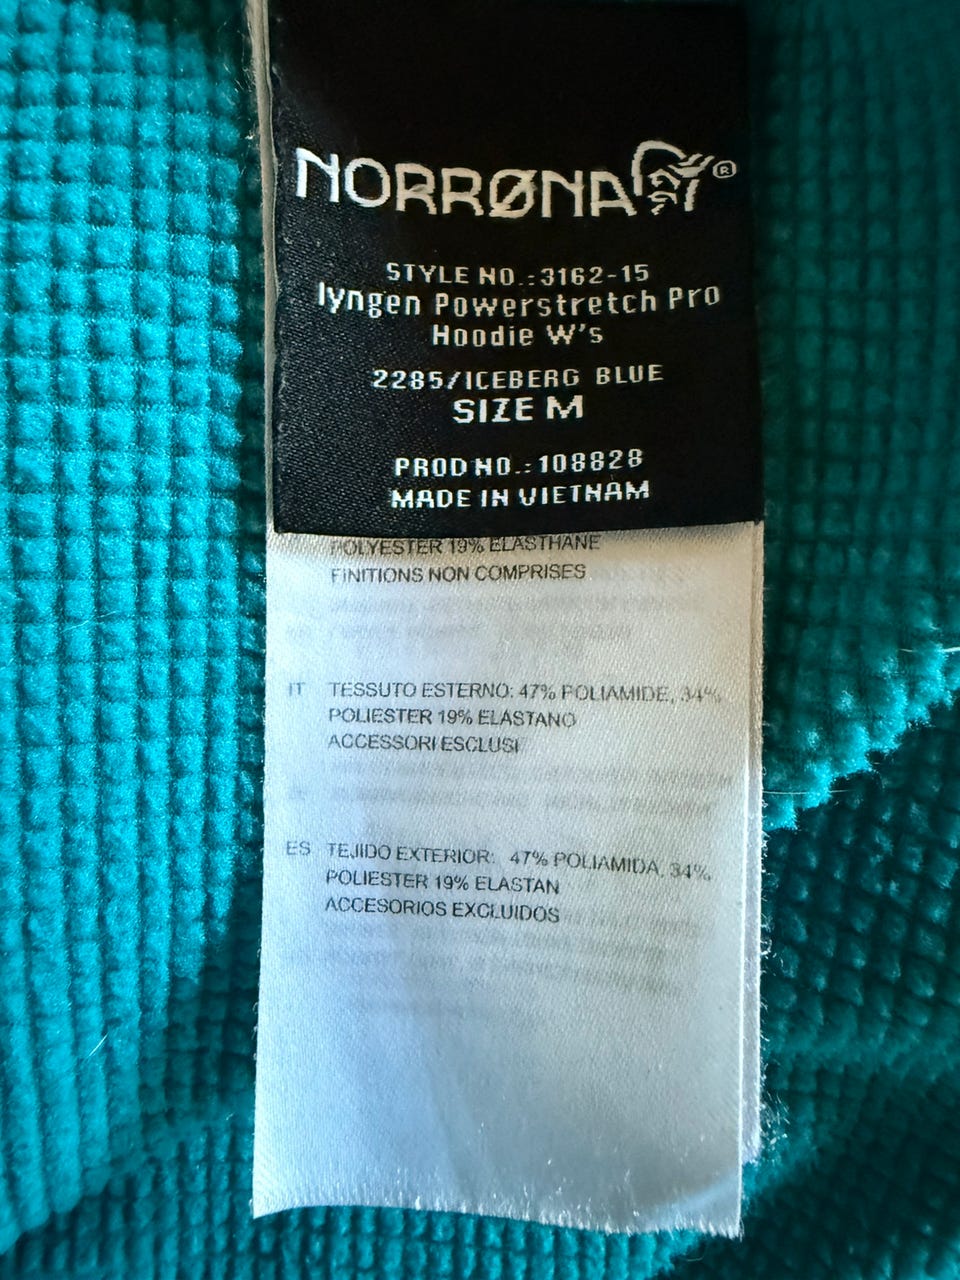 NORRØNA®
STYLE NO.:3162-15
lyngen Powerstretch Pro
Hoodie W's
2285/ICEBERG BLUE
SIZE M
PROD NO.:108828
MADE IN VIETNAM
POLYESTER 19% ELASTHANE
FINITIONS NON COMPRISES
IT TESSUTO ESTERNO: 47% POLIAMIDE, 34%
POLIESTER 19% ELASTANO
ACCESSORI ESCLUSI
ES TEJIDO EXTERIOR: 47% POLIAMIDA, 34%
POLIESTER 19% ELASTAN
ACCESORIOS EXCLUIDOS